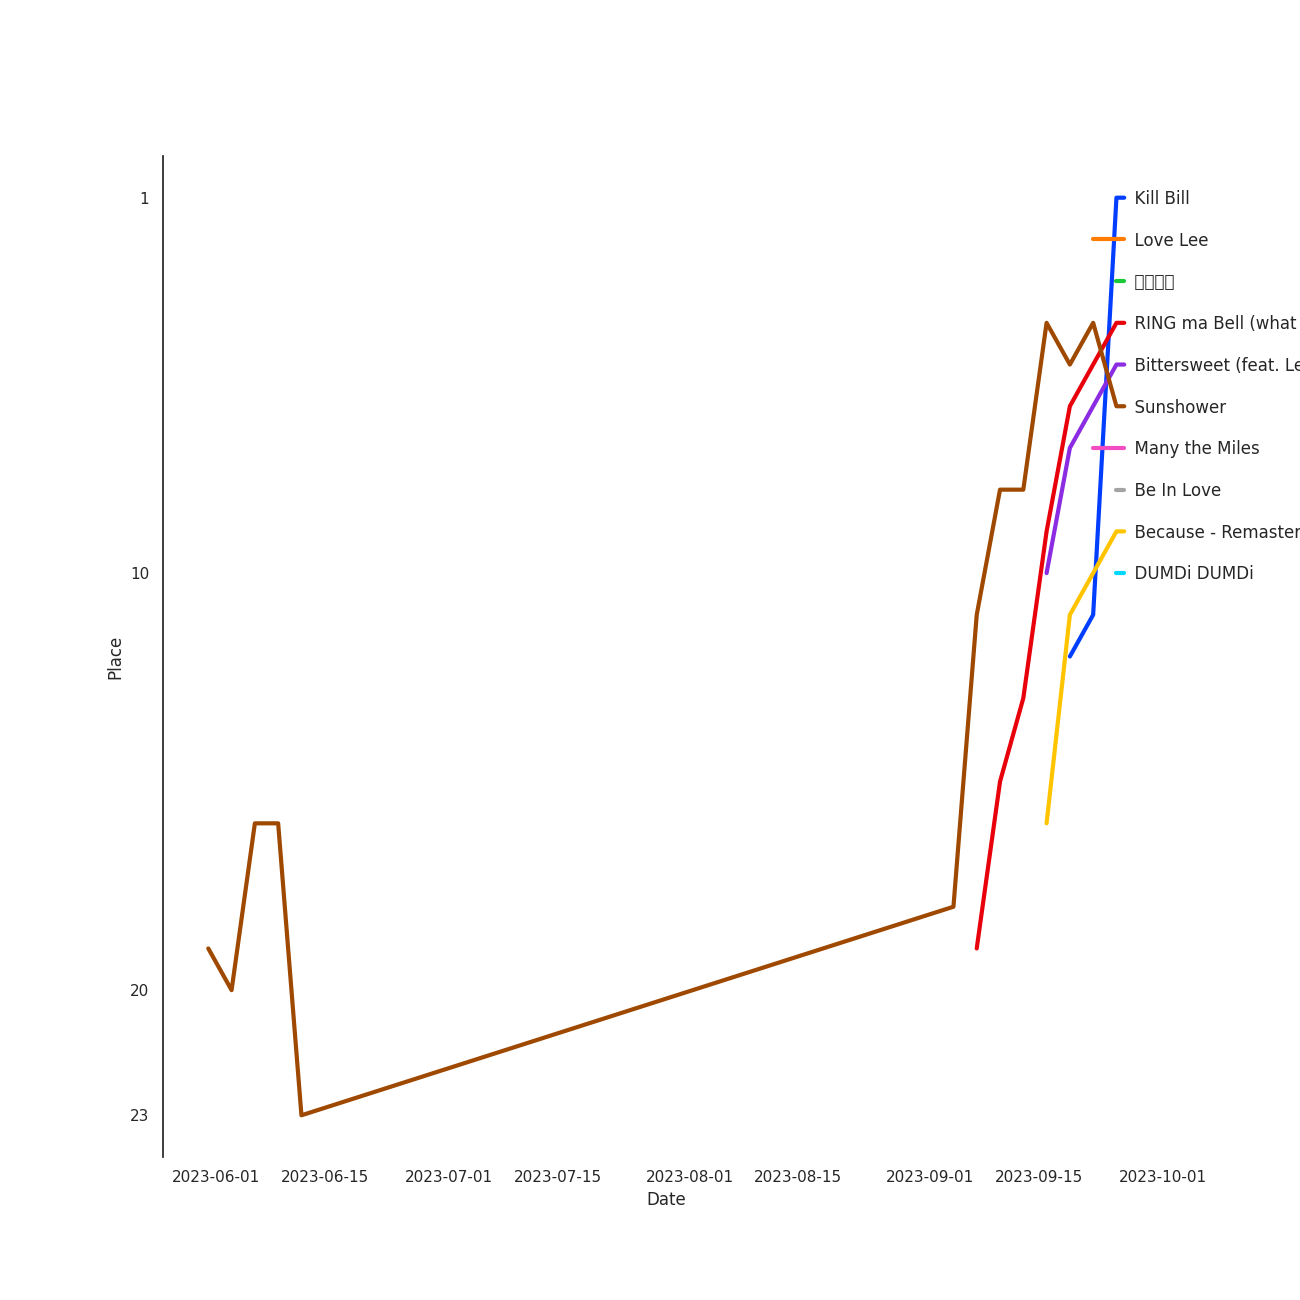 1
10
20
23
Place
Kill Bill
Love Lee
RING ma Bell (what
Bittersweet (feat. Le
Sunshower
Many the Miles
Be In Love
Because - Remaster
DUMDi DUMDi
2023-06-01 2023-06-15 2023-07-01 2023-07-15 2023-08-01 2023-08-15 2023-09-01 2023-09-15 2023-10-01
Date